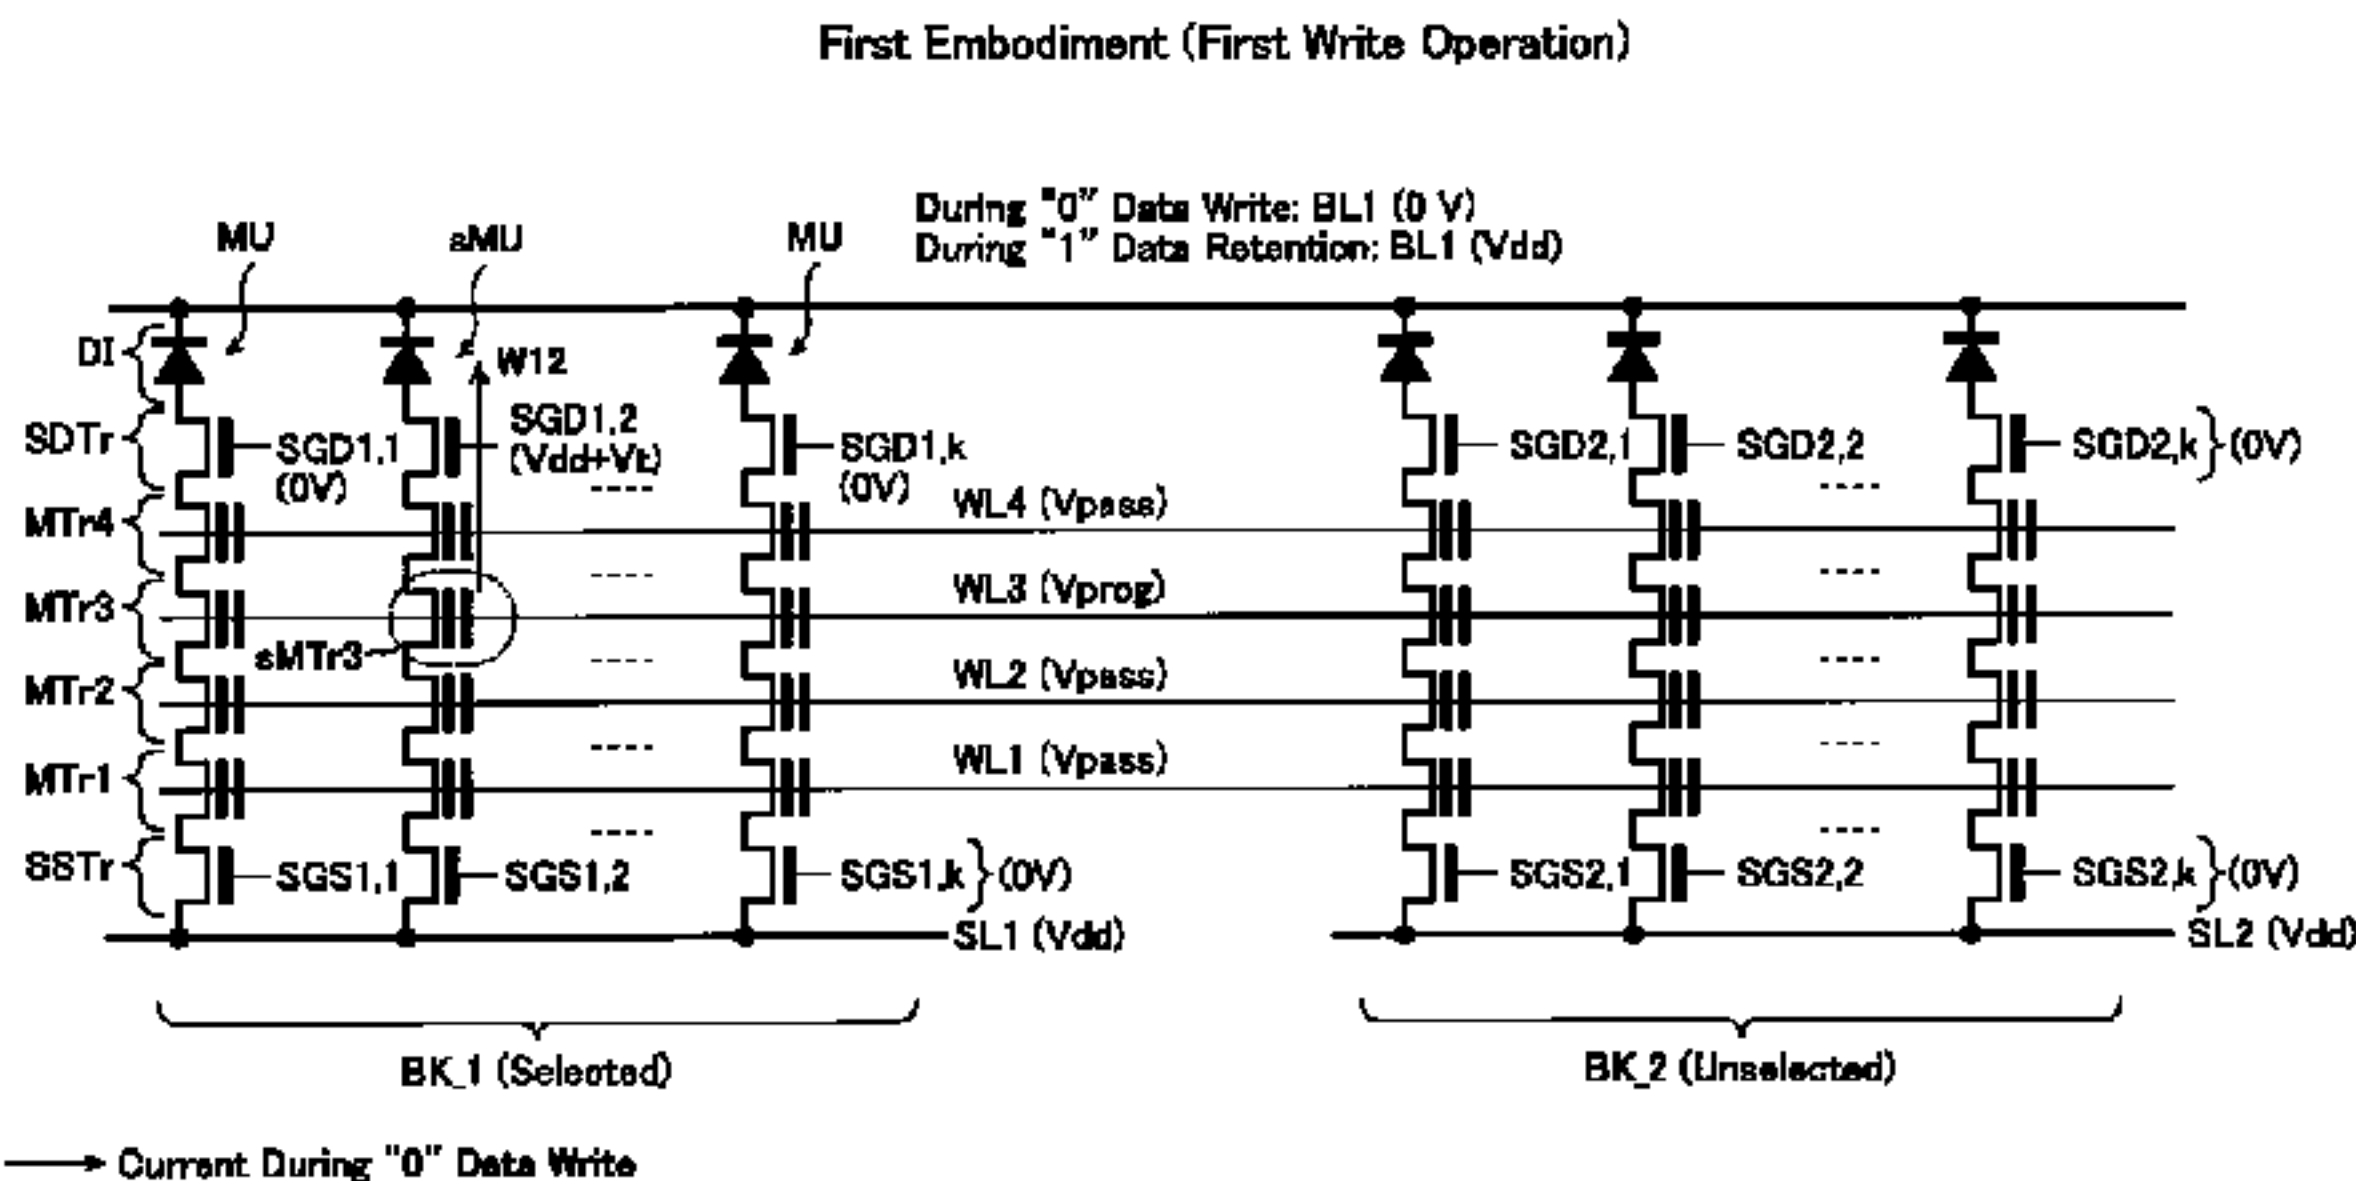 First Embodiment (First Write Operation)
During "0" Data Write: BL1 (0 V)
During "1" Data Retention: BL1 (Vdd)
MU
sMU
MU
DI
W12
SDTr
SGD1,1
(0V)
SGD1,2
(Vdd+Vt)
SGD1,k
(0V)
SGD2,1
SGD2,2
SGD2,k
(0V)
MTr4
WL4 (Vpass)
MTr3
sMTr3
WL3 (Vprog)
MTr2
WL2 (Vpass)
MTr1
WL1 (Vpass)
SSTr
SGS1,1
SGS1,2
SGS1,k
(0V)
SGS2,1
SGS2,2
SGS2,k
(0V)
SL1 (Vdd)
SL2 (Vdd)
BK_1 (Selected)
BK_2 (Unselected)
Current During "0" Data Write